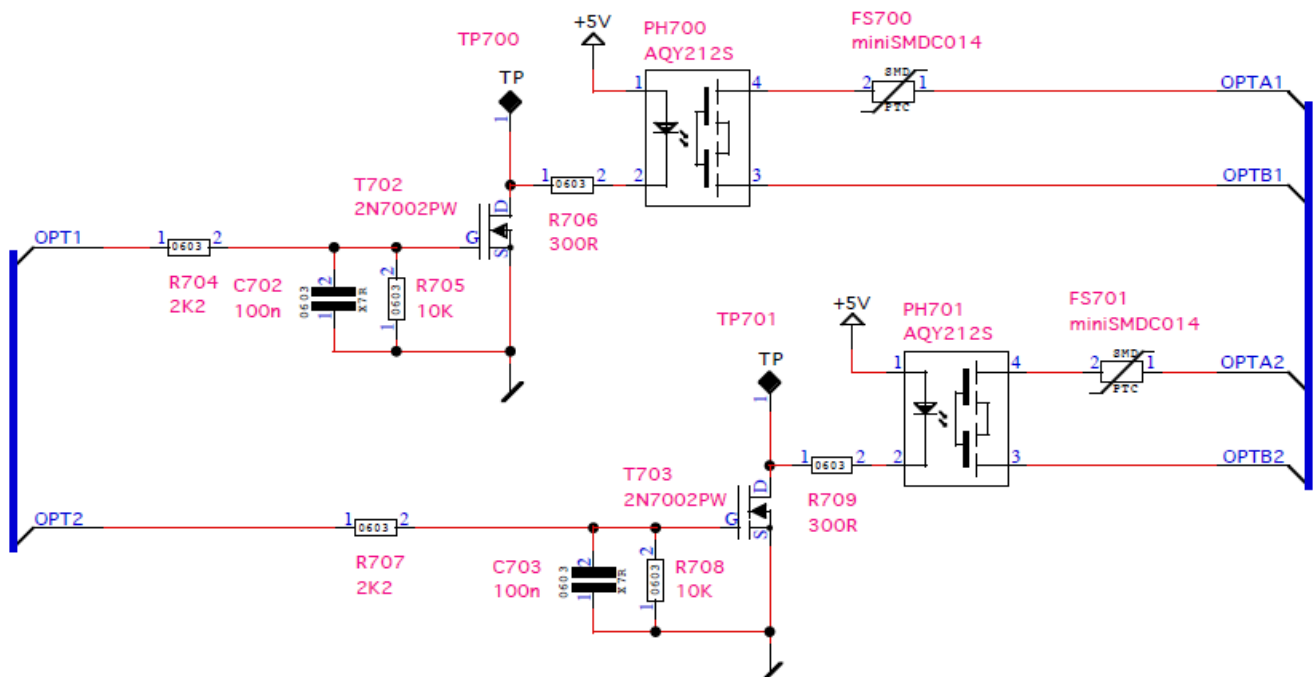 +5V
PH700
AQY212S
FS700
miniSMDC014
TP700
TP
1
1
4
2
SMD
PTC
1
OPTA1
T702
2N7002PW
D
G
S
1
0603
2
2
3
OPTB1
R706
300R
OPT1
1
0603
2
R704
2K2
C702
100n
0603
2
1
X7R
2
0603
1
R705
10K
+5V
PH701
AQY212S
FS701
miniSMDC014
TP701
TP
1
1
4
2
SMD
PTC
1
OPTA2
T703
2N7002PW
D
G
S
1
0603
2
2
3
OPTB2
R709
300R
OPT2
1
0603
2
R707
2K2
C703
100n
0603
2
1
X7R
2
0603
1
R708
10K